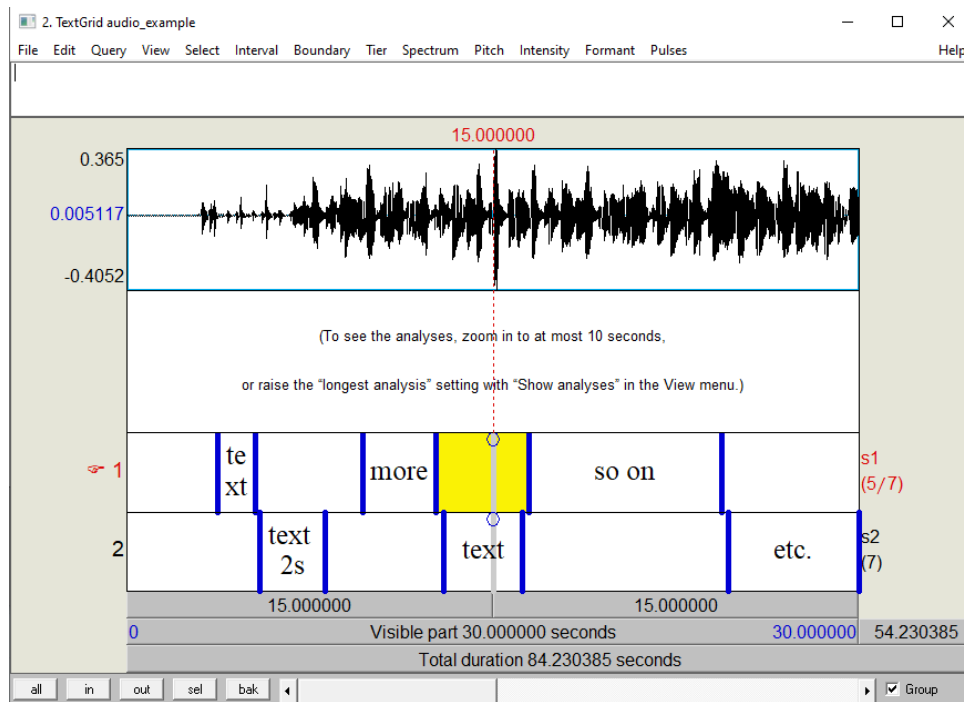 2. TextGrid audio_example
File Edit Query View Select Interval Boundary Tier Spectrum Pitch Intensity Formant Pulses Help
15.000000
0.365
0.005117
-0.4052
(To see the analyses, zoom in to at most 10 seconds,
or raise the “longest analysis” setting with “Show analyses” in the View menu.)
☞ 1
te
xt
more
so on
s1
(5/7)
2
text
2s
text
etc.
s2
(7)
15.000000 15.000000
0 Visible part 30.000000 seconds 30.000000 54.230385
Total duration 84.230385 seconds
all in out sel bak Group